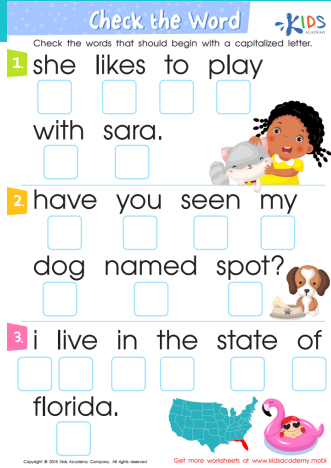 Check the Word
KIDS
ACADEMY
Check the words that should begin with a capitalized letter.
1. she likes to play
with sara.
2. have you seen my
dog named spot?
3. i live in the state of
florida.
Copyright © 2016 Kids Academy Company. All rights reserved
Get more worksheets at www.kidsacademy.mobi